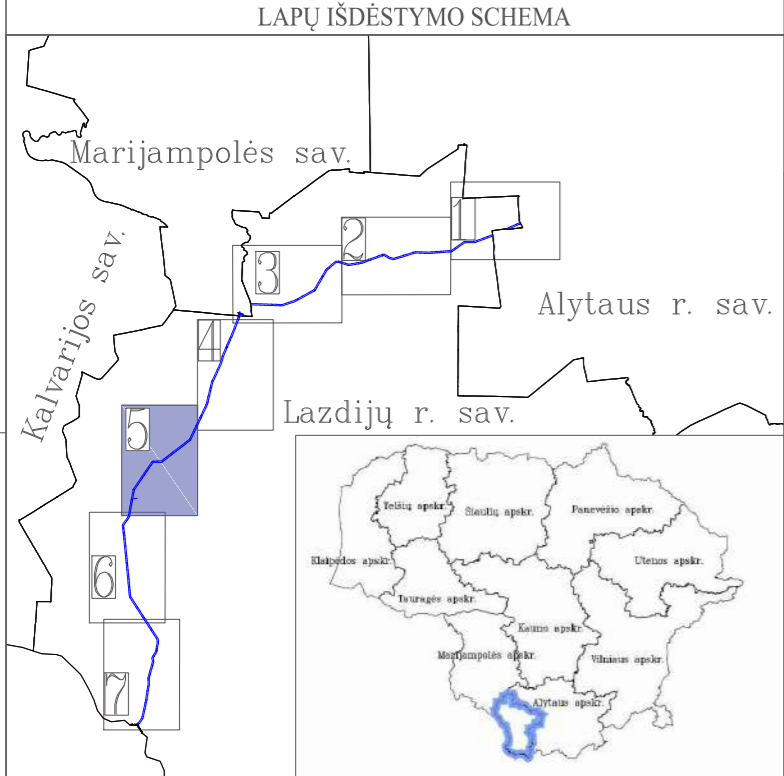 LAPŲ IŠDĖSTYMO SCHEMA
Marijampolės sav.
Kalvarijos sav.
Alytaus r. sav.
Lazdijų r. sav.
1
2
3
4
5
6
7
Telšių apskr.
Šiaulių apskr.
Panevėžio apskr.
Klaipėdos apskr.
Utenos apskr.
Tauragės apskr.
Kauno apskr.
Marijampolės apskr.
Vilniaus apskr.
Alytaus apskr.